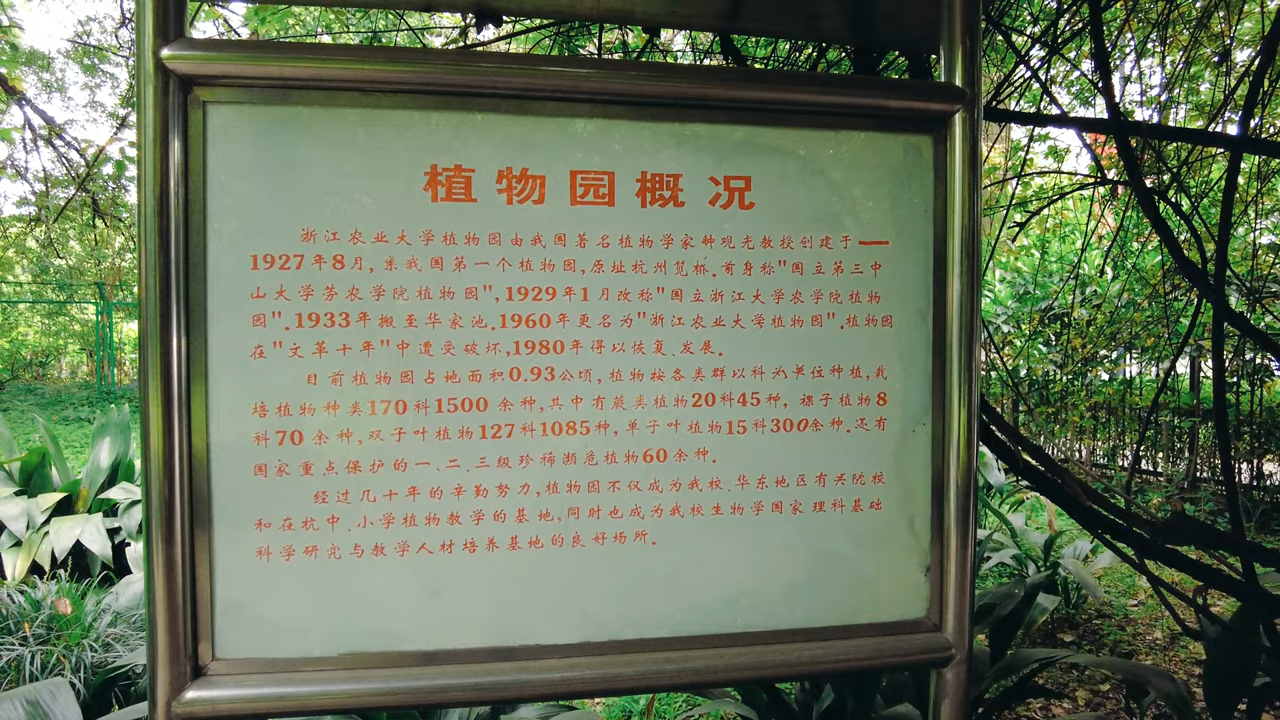 植物园概况
浙江农业大学植物园由我国著名植物学家钟观光教授创建于一
1927年8月,系我国第一个植物园,原址杭州笕桥.前身称"国立第三中
山大学劳农学院植物园",1929年1月改称"国立浙江大学农学院植物
园".1933年搬至华家池.1960年更名为"浙江农业大学植物园".植物园
在"文革十年"中遭受破坏,1980年得以恢复、发展.
目前植物园占地面积0.93公顷,植物按各类群以科为单位种植,栽
培植物种类170科1500余种,其中有蕨类植物20科45种,裸子植物8
科70余种,双子叶植物127科1085种,单子叶植物15科300余种.还有
国家重点保护的一、二、三级珍稀濒危植物60余种.
经过几十年的辛勤努力,植物园不仅成为我校、华东地区有关院校
和在杭中、小学植物教学的基地,同时也成为我校生物学国家理科基础
科学研究与教学人材培养基地的良好场所.